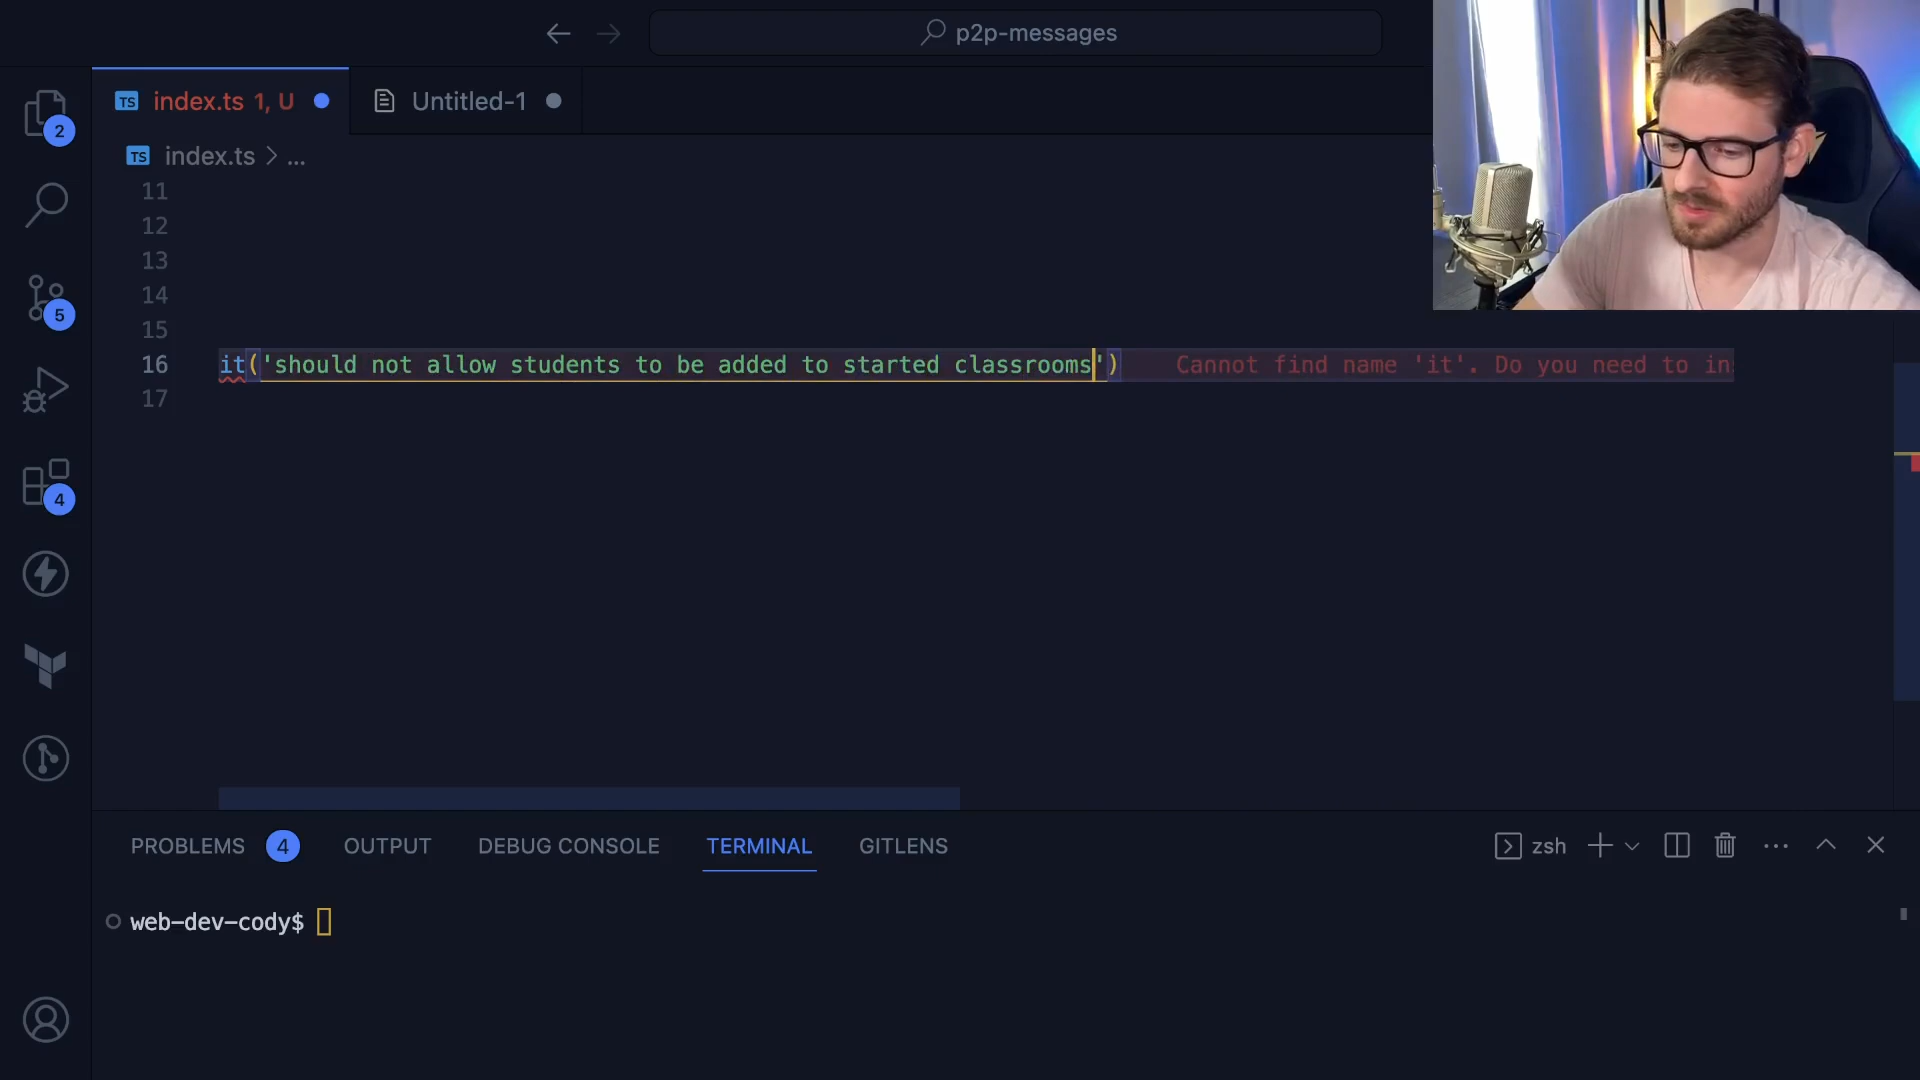 p2p-messages
TS index.ts 1, U
Untitled-1
2
TS index.ts > ...
11
12
13
14
15
16 it('should not allow students to be added to started classrooms') Cannot find name 'it'. Do you need to in
17
5
4
PROBLEMS 4 OUTPUT DEBUG CONSOLE TERMINAL GITLENS
zsh
web-dev-cody$